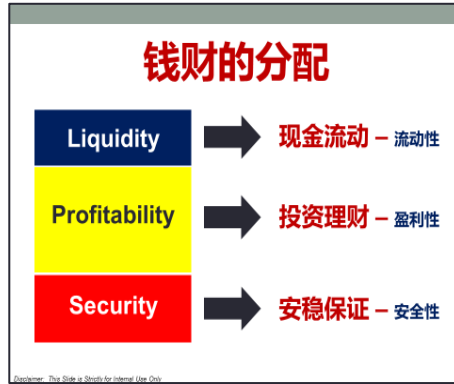 钱财的分配
Liquidity
现金流动 – 流动性
Profitability
投资理财 – 盈利性
Security
安稳保证 – 安全性
Disclaimer: This Slide is Strictly for Internal Use Only